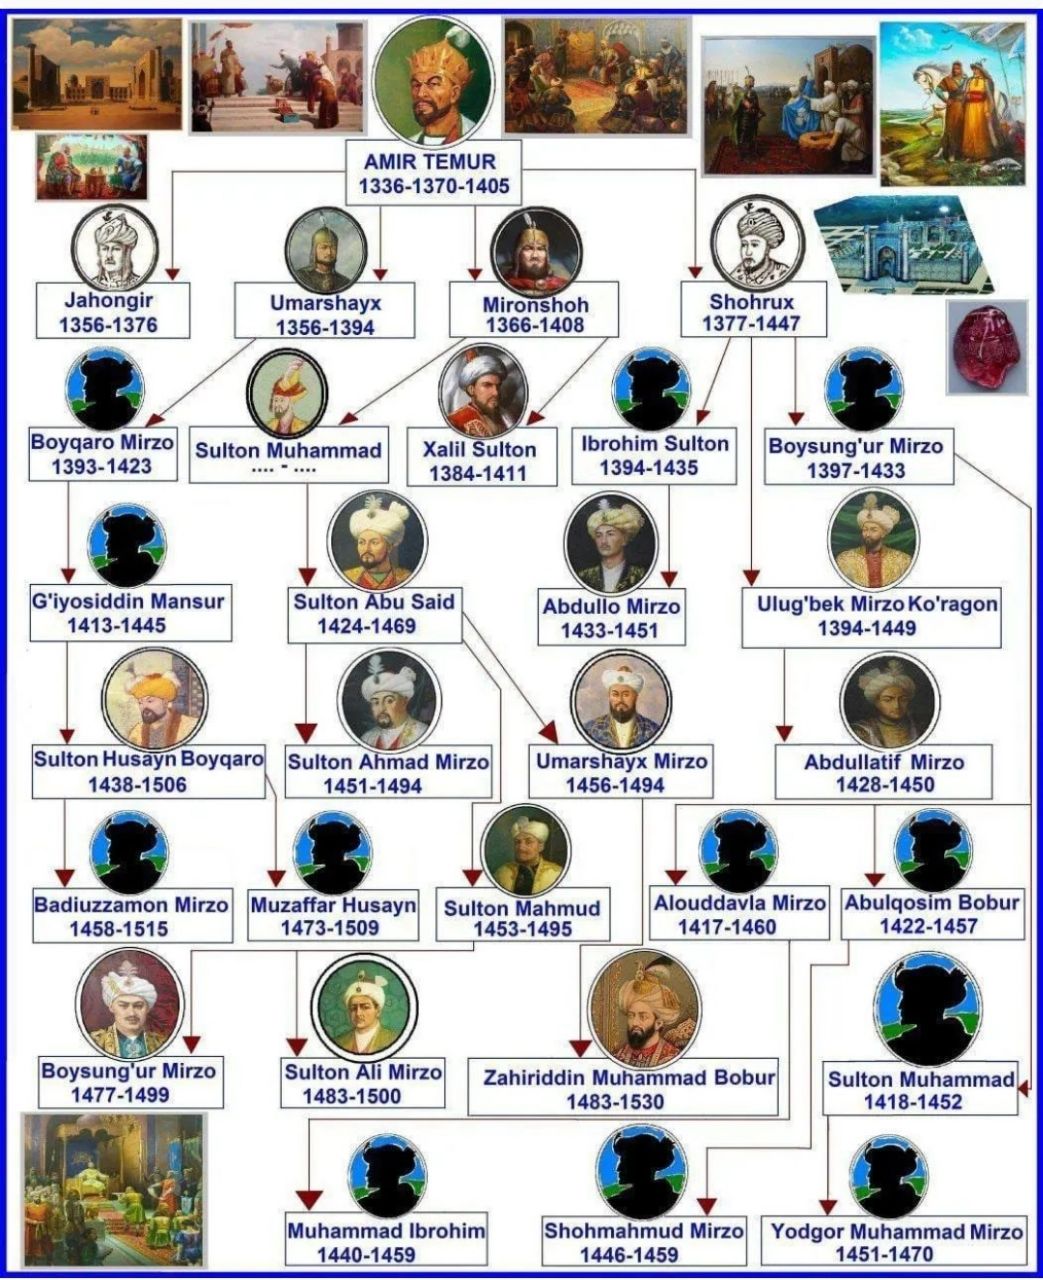 AMIR TEMUR
1336-1370-1405
Jahongir
1356-1376
Umarshayx
1356-1394
Mironshoh
1366-1408
Shohrux
1377-1447
Boyqaro Mirzo
1393-1423
Sulton Muhammad
.... - ....
Xalil Sulton
1384-1411
Ibrohim Sulton
1394-1435
Boysung'ur Mirzo
1397-1433
G'iyosiddin Mansur
1413-1445
Sulton Abu Said
1424-1469
Abdullo Mirzo
1433-1451
Ulug'bek Mirzo Ko'ragon
1394-1449
Sulton Husayn Boyqaro
1438-1506
Sulton Ahmad Mirzo
1451-1494
Umarshayx Mirzo
1456-1494
Abdullatif Mirzo
1428-1450
Badiuzzamon Mirzo
1458-1515
Muzaffar Husayn
1473-1509
Sulton Mahmud
1453-1495
Alouddavla Mirzo
1417-1460
Abulqosim Bobur
1422-1457
Boysung'ur Mirzo
1477-1499
Sulton Ali Mirzo
1483-1500
Zahiriddin Muhammad Bobur
1483-1530
Sulton Muhammad
1418-1452
Muhammad Ibrohim
1440-1459
Shohmahmud Mirzo
1446-1459
Yodgor Muhammad Mirzo
1451-1470